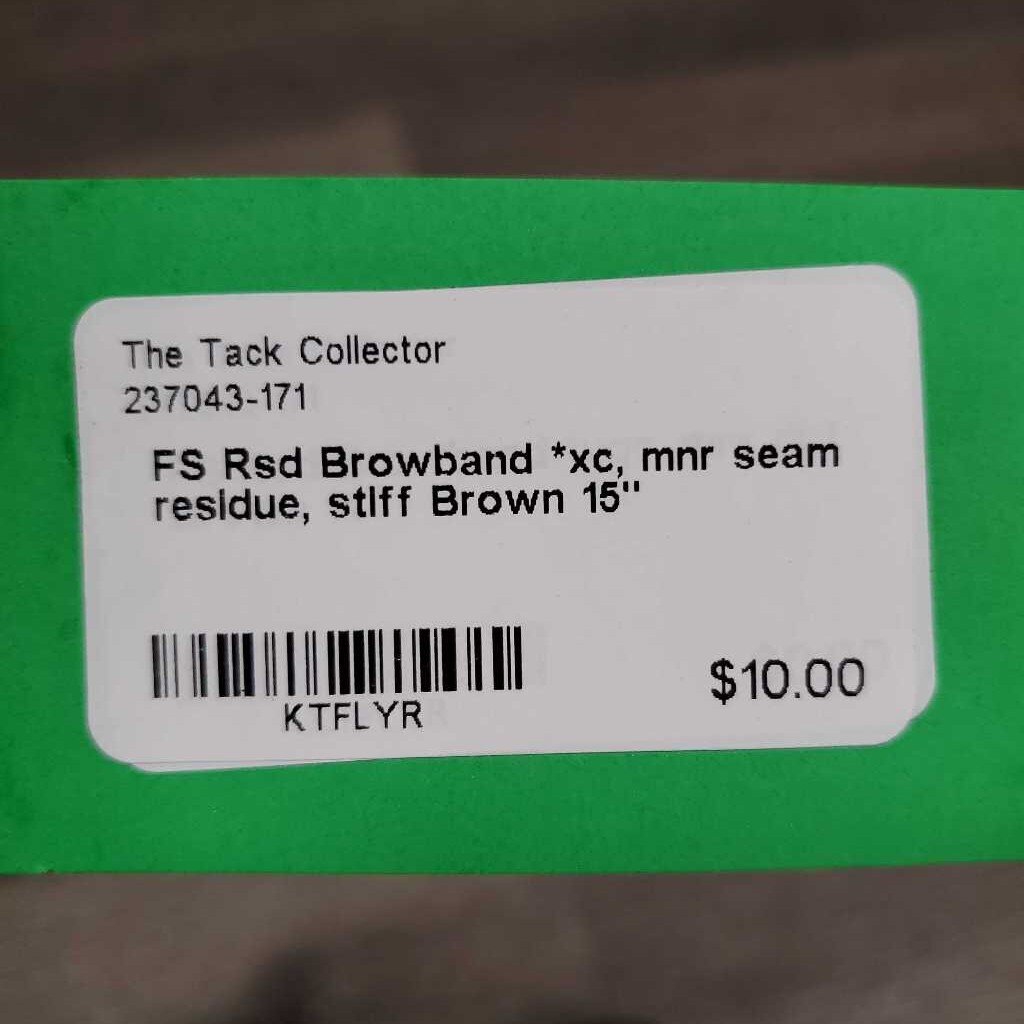 The Tack Collector
237043-171
FS Rsd Browband *xc, mnr seam
residue, stiff Brown 15"
KTFLYR
$10.00